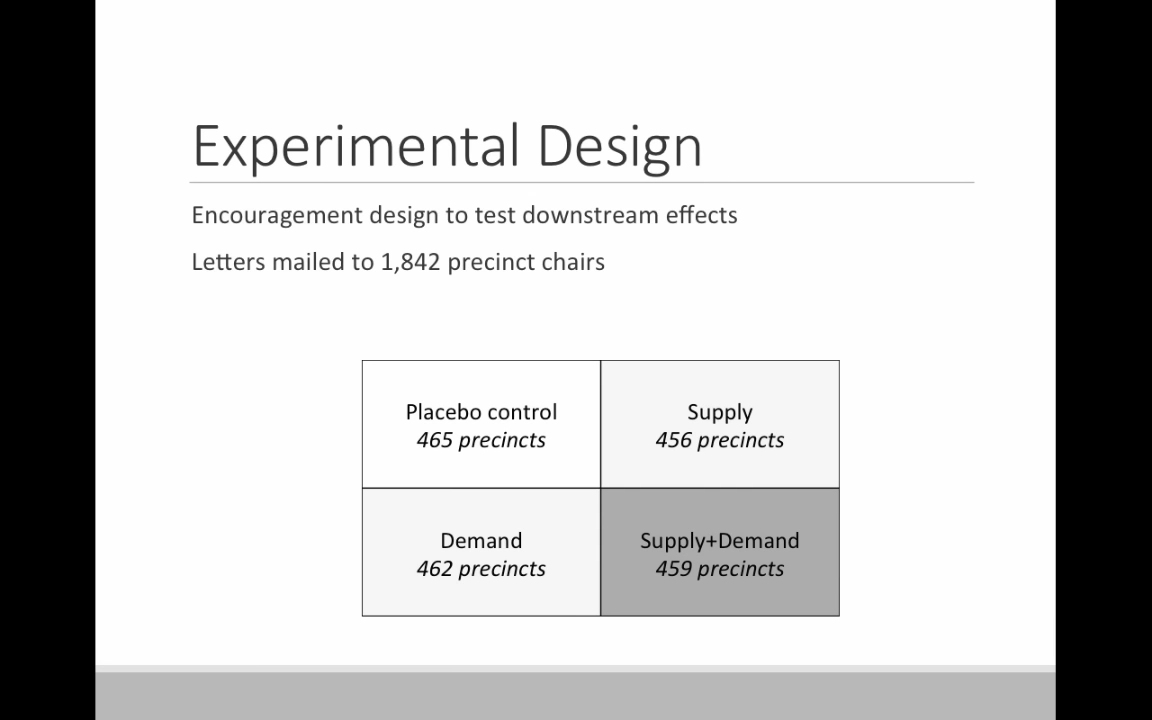 Experimental Design
Encouragement design to test downstream effects
Letters mailed to 1,842 precinct chairs
Placebo control
465 precincts
Supply
456 precincts
Demand
462 precincts
Supply+Demand
459 precincts